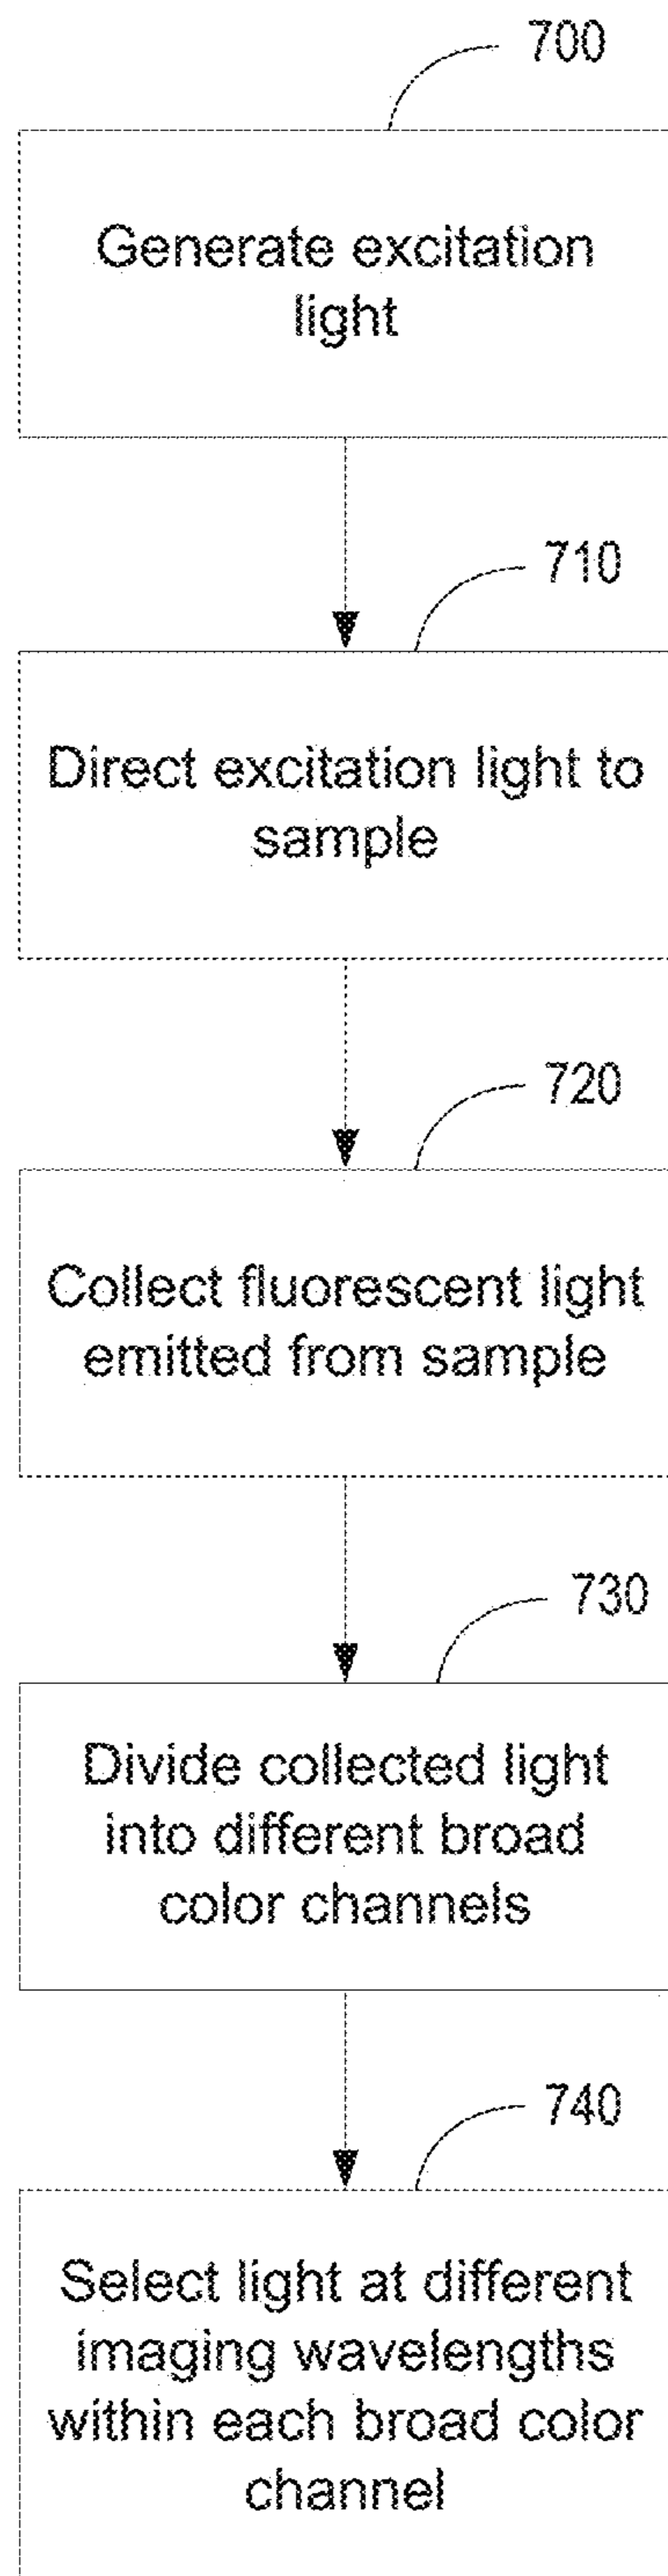 700
Generate excitation
light
710
Direct excitation light to
sample
720
Collect fluorescent light
emitted from sample
730
Divide collected light
into different broad
color channels
740
Select light at different
imaging wavelengths
within each broad color
channel